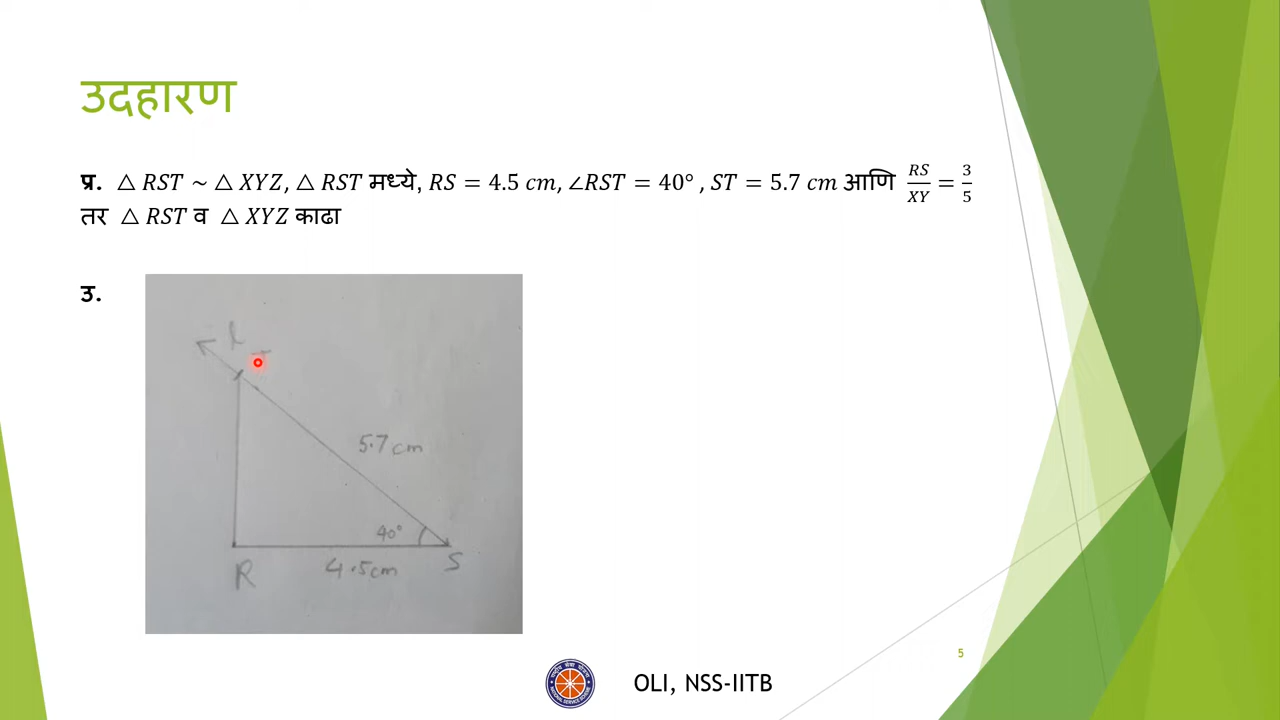 उदहारण
प्र. △ RST ~ △ XYZ, △ RST मध्ये, RS = 4.5 cm, ∠RST = 40° , ST = 5.7 cm आणि RS/XY = 3/5
तर △ RST व △ XYZ काढा
उ.
5.7 cm
40°
R
4.5cm
S
5
OLI, NSS-IITB